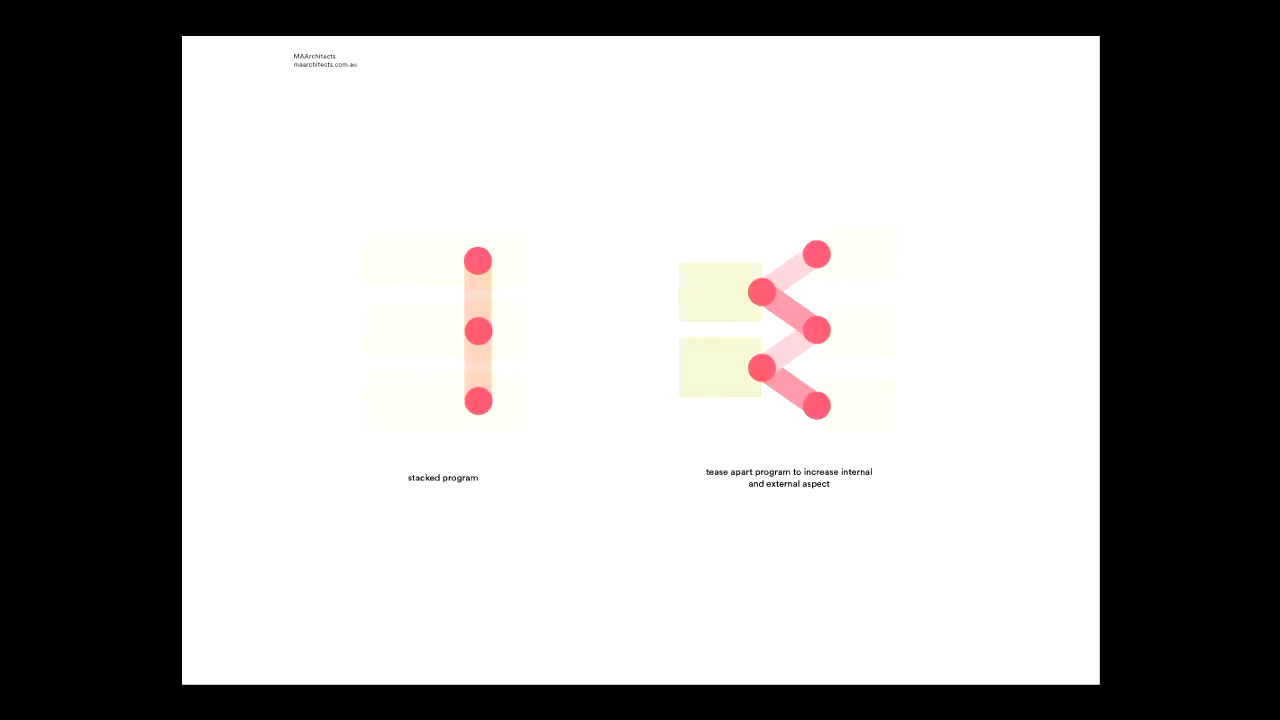 MAArchitects
maarchitects.com.au
stacked program
tease apart program to increase internal
and external aspect